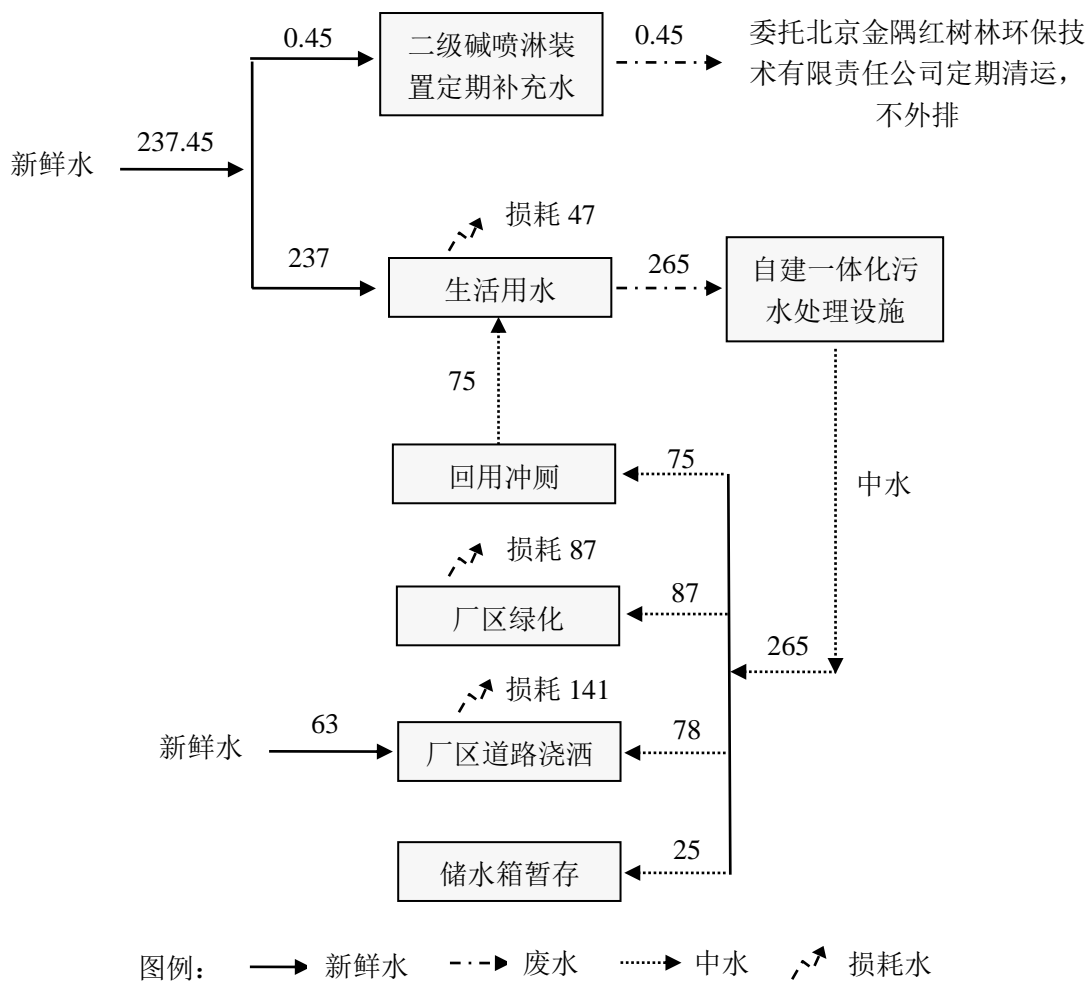 0.45
二级碱喷淋装
置定期补充水
0.45
委托北京金隅红树林环保技
术有限责任公司定期清运，
不外排
新鲜水
237.45
损耗 47
237
生活用水
265
自建一体化污
水处理设施
75
回用冲厕
75
中水
损耗 87
厂区绿化
87
265
损耗 141
新鲜水
63
厂区道路浇洒
78
储水箱暂存
25
图例：
新鲜水
废水
中水
损耗水